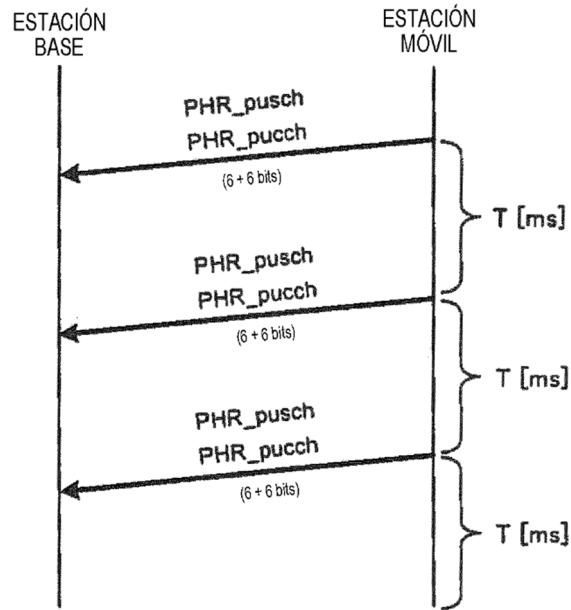 ESTACIÓN
BASE
ESTACIÓN
MÓVIL
PHR_pusch
PHR_pucch
(6 + 6 bits)
T [ms]
PHR_pusch
PHR_pucch
(6 + 6 bits)
T [ms]
PHR_pusch
PHR_pucch
(6 + 6 bits)
T [ms]